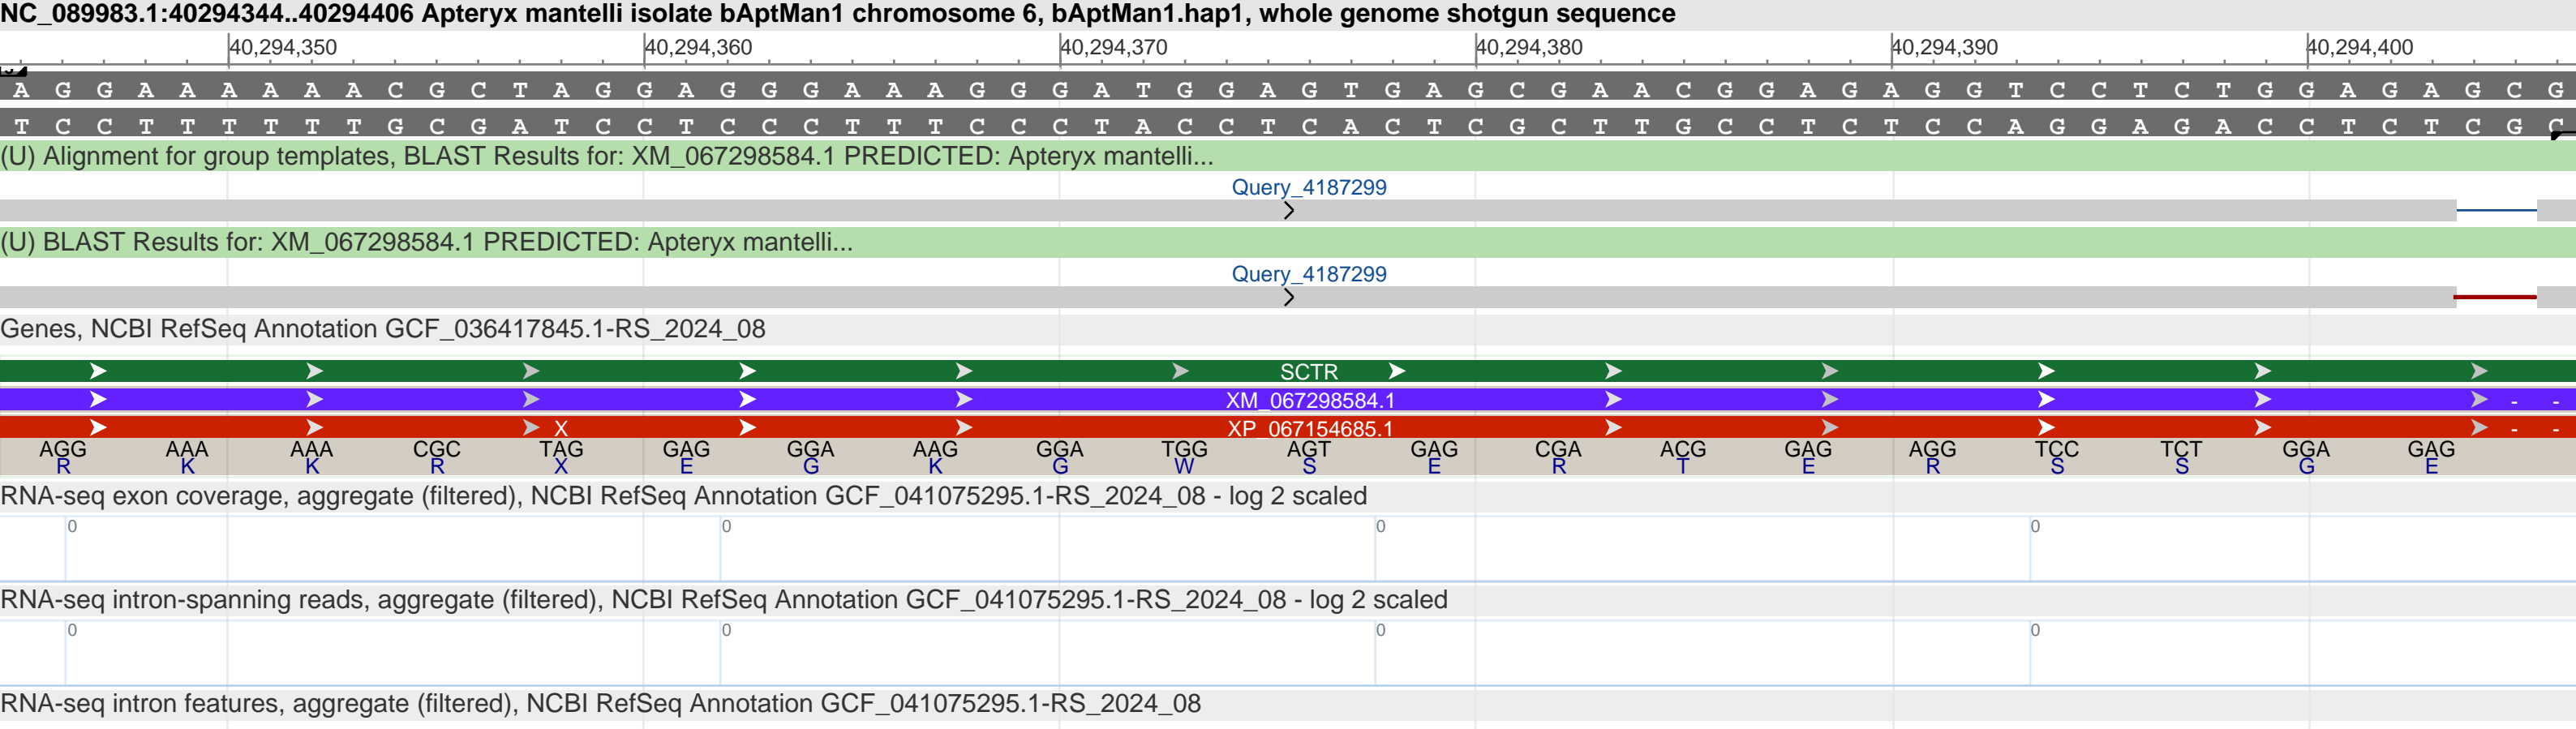 NC_089983.1:40294344..40294406 Apteryx mantelli isolate bAptMan1 chromosome 6, bAptMan1.hap1, whole genome shotgun sequence
40,294,350 40,294,360 40,294,370 40,294,380 40,294,390 40,294,400
A G G A A A A A A C G C T A G G A G G G A A A G G G A T G G A G T G A G C G A A C G G A G A G G T C C T C T G G A G A G C G
T C C T T T T T T G C G A T C C T C C C T T T C C C T A C C T C A C T C G C T T G C C T C T C C A G G A G A C C T C T C G C
(U) Alignment for group templates, BLAST Results for: XM_067298584.1 PREDICTED: Apteryx mantelli...
Query_4187299
(U) BLAST Results for: XM_067298584.1 PREDICTED: Apteryx mantelli...
Query_4187299
Genes, NCBI RefSeq Annotation GCF_036417845.1-RS_2024_08
SCTR
XM_067298584.1 - -
X XP_067154685.1 - -
AGG AAA AAA CGC TAG GAG GGA AAG GGA TGG AGT GAG CGA ACG GAG AGG TCC TCT GGA GAG
R K K R X E G K G W S E R T E R S S G E
RNA-seq exon coverage, aggregate (filtered), NCBI RefSeq Annotation GCF_041075295.1-RS_2024_08 - log 2 scaled
0 0 0 0
RNA-seq intron-spanning reads, aggregate (filtered), NCBI RefSeq Annotation GCF_041075295.1-RS_2024_08 - log 2 scaled
0 0 0 0
RNA-seq intron features, aggregate (filtered), NCBI RefSeq Annotation GCF_041075295.1-RS_2024_08